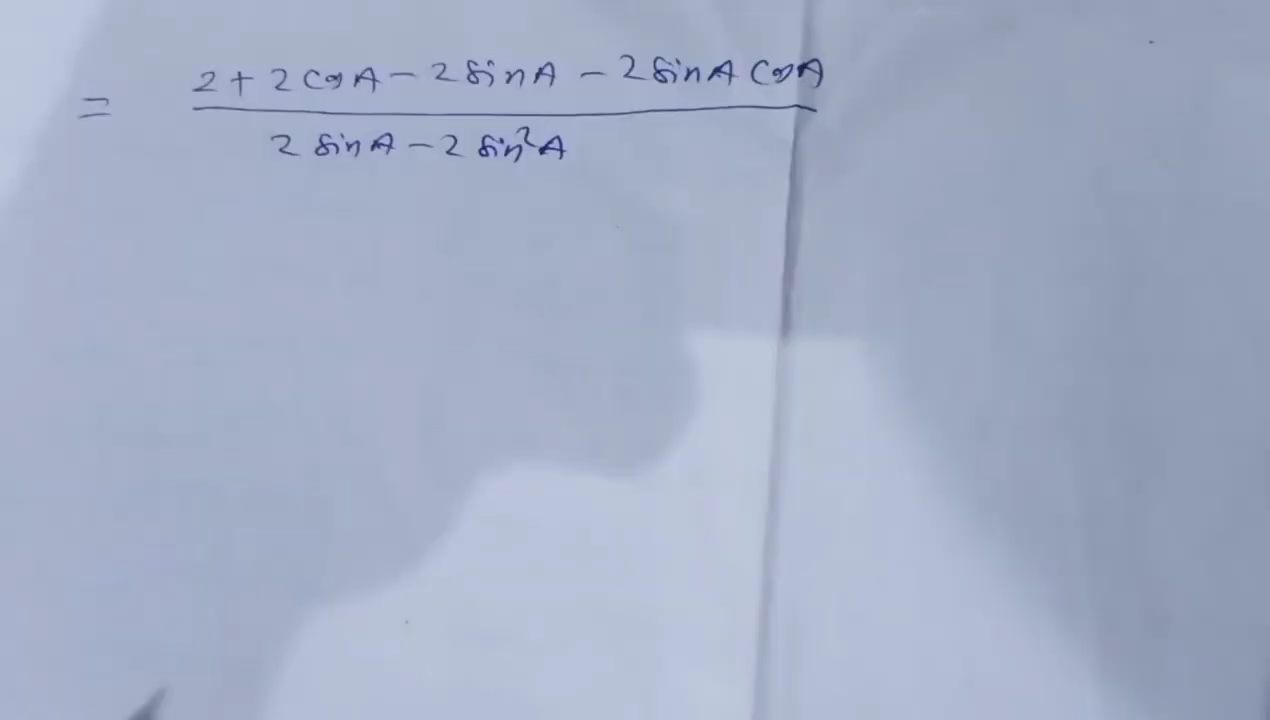 = 2 + 2 cos A - 2 sin A - 2 sin A cos A
2 sin A - 2 sin²A